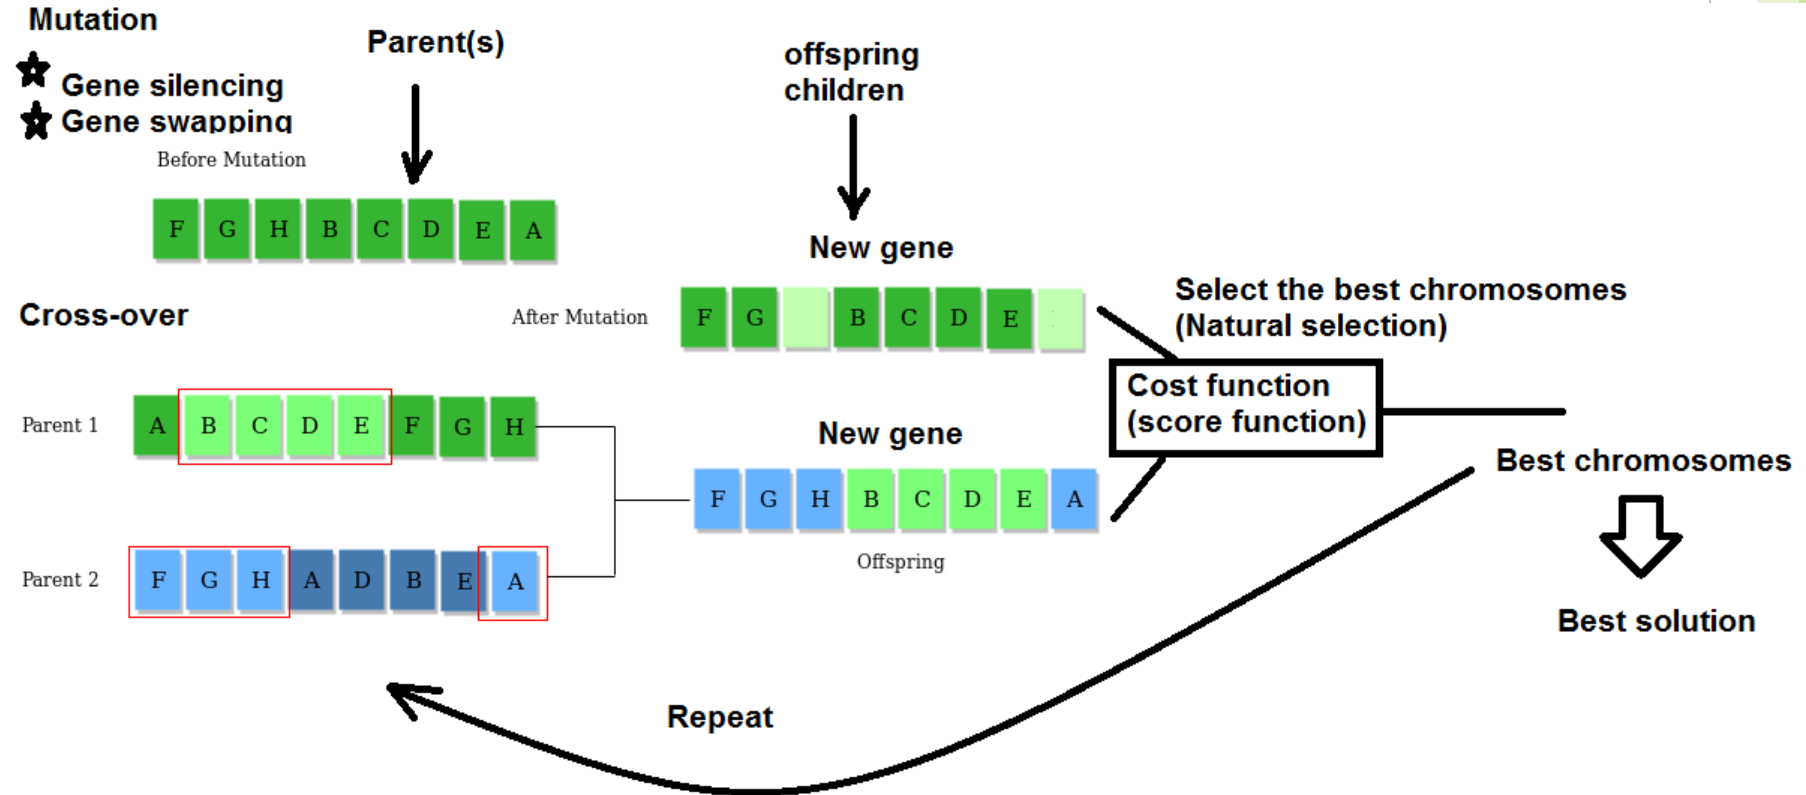 Mutation
Gene silencing
Gene swapping
Parent(s)
offspring
children
Before Mutation
F G H B C D E A
New gene
After Mutation
F G B C D E
Select the best chromosomes
(Natural selection)
Cost function
(score function)
Cross-over
Parent 1
A B C D E F G H
New gene
F G H B C D E A
Offspring
Parent 2
F G H A D B E A
Best chromosomes
Best solution
Repeat